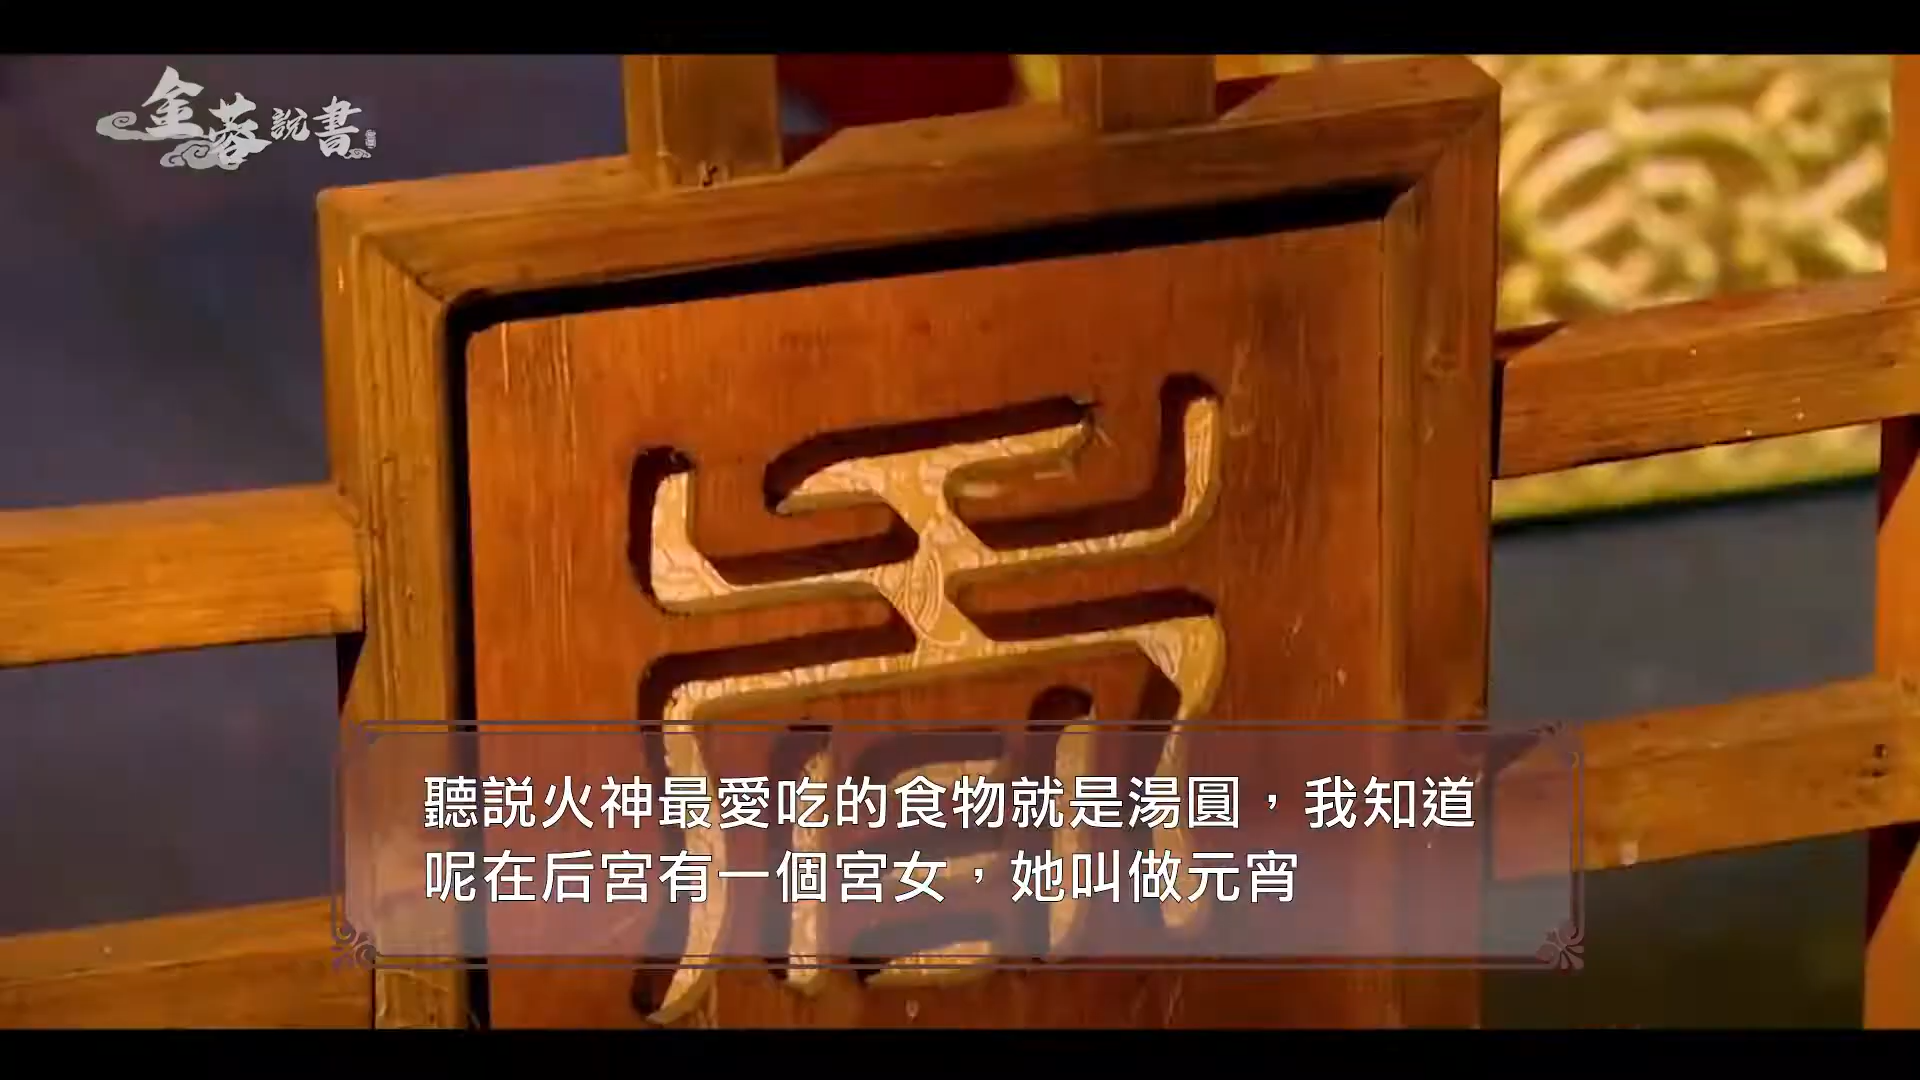 金蓉說書
聽説火神最愛吃的食物就是湯圓，我知道
呢在后宮有一個宮女，她叫做元宵